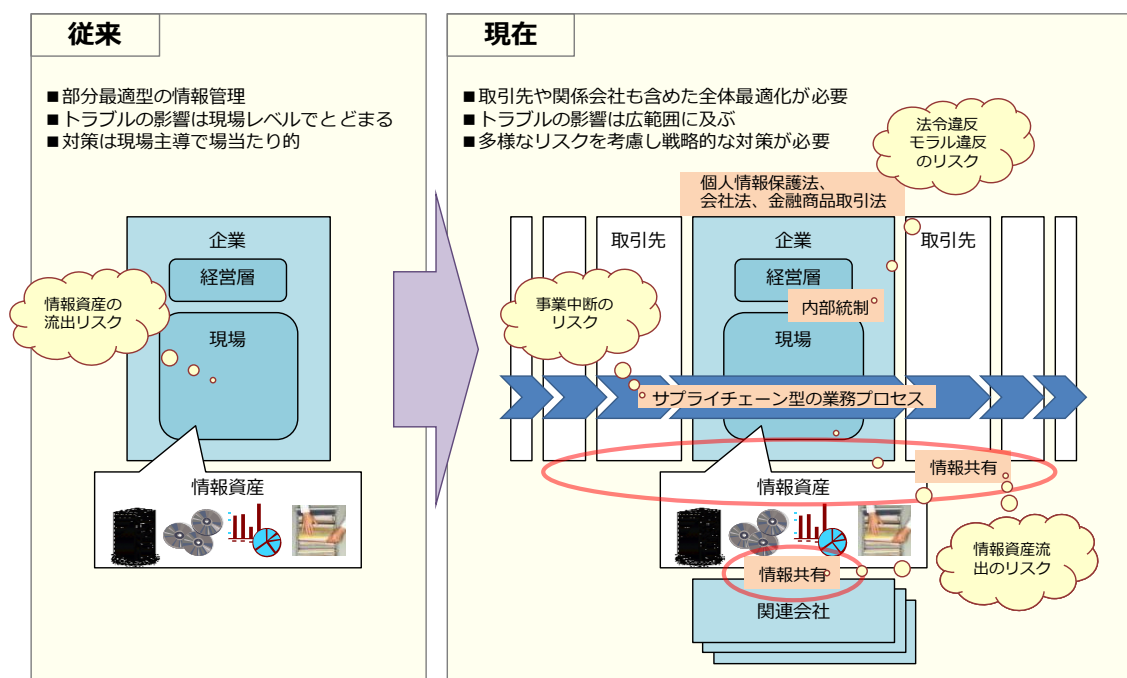 従来
■部分最適型の情報管理
■トラブルの影響は現場レベルでとどまる
■対策は現場主導で場当たり的
企業
経営層
情報資産の
流出リスク
現場
情報資産
現在
■取引先や関係会社も含めた全体最適化が必要
■トラブルの影響は広範囲に及ぶ
■多様なリスクを考慮し戦略的な対策が必要
法令違反
モラル違反
のリスク
個人情報保護法、
会社法、金融商品取引法
取引先
企業
取引先
経営層
事業中断の
リスク
内部統制
現場
サプライチェーン型の業務プロセス
情報共有
情報資産
情報資産流
出のリスク
情報共有
関連会社